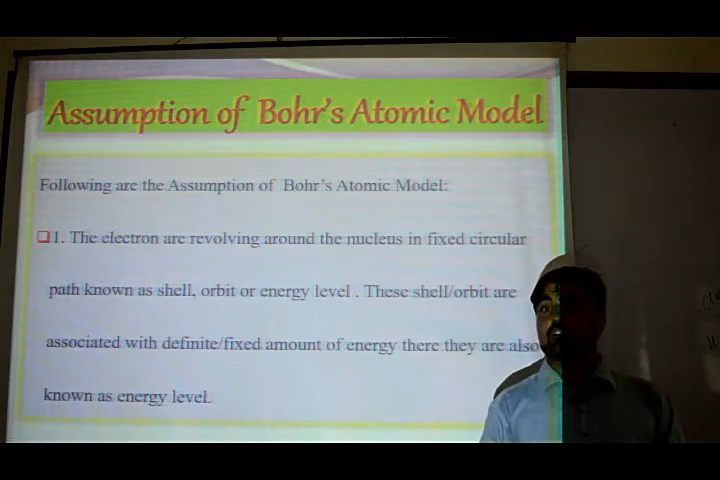 Assumption of Bohr's Atomic Model
Following are the Assumption of Bohr's Atomic Model:
1. The electron are revolving around the nucleus in fixed circular
path known as shell, orbit or energy level . These shell/orbit are
associated with definite/fixed amount of energy there they are also
known as energy level.